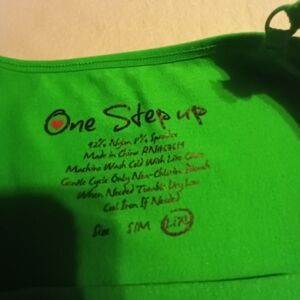 One Step up
92% Nylon 8% Spandex
Made in China RN#67619
Machine Wash Cold With Like Colors
Gentle Cycle Only Non-Chlorine Bleach
When Needed Tumble Dry Low
Cool Iron If Needed
Size S/M L/XL